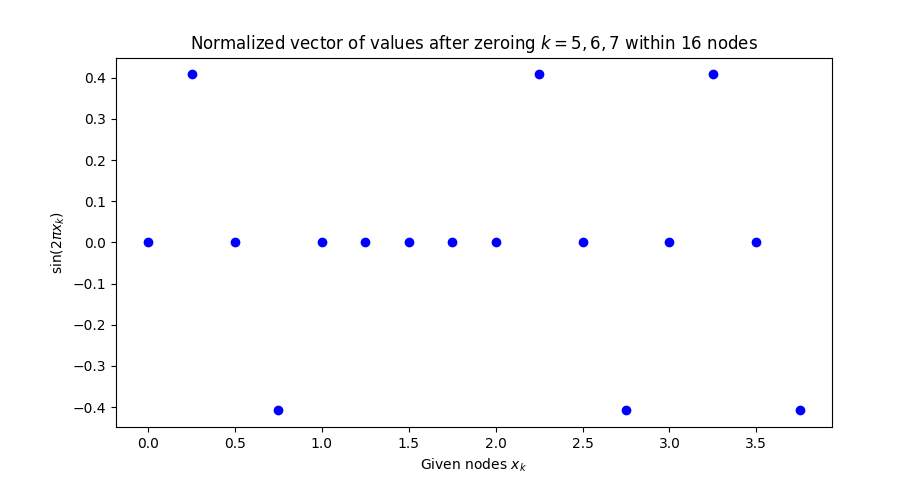 Normalized vector of values after zeroing k = 5, 6, 7 within 16 nodes
0.4
0.3
0.2
0.1
0.0
−0.1
−0.2
−0.3
−0.4
sin(2πx_k)
0.0 0.5 1.0 1.5 2.0 2.5 3.0 3.5
Given nodes x_k